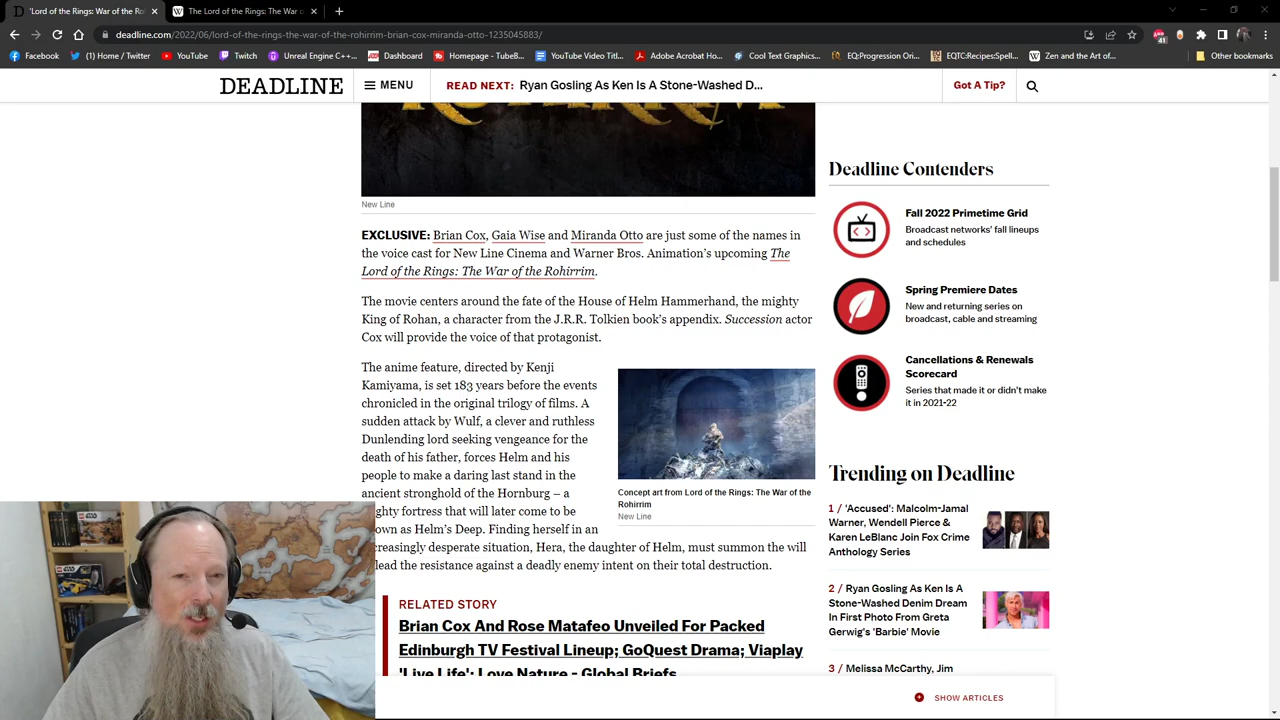 'Lord of the Rings: The War of the Ro
The War of the Rohirrim
deadline.com/2022/06/lord-of-the-rings-the-war-of-the-rohirrim-brian-cox-miranda-otto-1235045883/
41
Facebook
(1) Home / Twitter
YouTube
Twitch
Unreal Engine C++...
Dashboard
Homepage - TubeB...
YouTube Video Title...
Adobe Acrobat Ho...
Cool Text Graphics...
EQ:Progression Ori...
EQTC:Recipes(Spell...
Zen and the Art of...
Other bookmarks
DEADLINE
MENU
READ NEXT: Ryan Gosling As Ken Is A Stone-Washed D...
Got A Tip?
New Line
EXCLUSIVE: Brian Cox, Gaia Wise and Miranda Otto are just some of the names in
the voice cast for New Line Cinema and Warner Bros. Animation's upcoming The
Lord of the Rings: The War of the Rohirrim.
The movie centers around the fate of the House of Helm Hammerhand, the mighty
King of Rohan, a character from the J.R.R. Tolkien book's appendix. Succession actor
Cox will provide the voice of that protagonist.
The anime feature, directed by Kenji
Kamiyama, is set 183 years before the events
chronicled in the original trilogy of films. A
sudden attack by Wulf, a clever and ruthless
Dunlending lord seeking vengeance for the
death of his father, forces Helm and his
people to make a daring last stand in the
ancient stronghold of the Hornburg – a
ghty fortress that will later come to be
own as Helm's Deep. Finding herself in an
creasingly desperate situation, Hera, the daughter of Helm, must summon the will
lead the resistance against a deadly enemy intent on their total destruction.
Concept art from Lord of the Rings: The War of the
Rohirrim
New Line
RELATED STORY
Brian Cox And Rose Matafeo Unveiled For Packed
Edinburgh TV Festival Lineup; GoQuest Drama; Viaplay
'Live Life'; Love Nature - Global Briefs
Deadline Contenders
Fall 2022 Primetime Grid
Broadcast networks' fall lineups
and schedules
Spring Premiere Dates
New and returning series on
broadcast, cable and streaming
Cancellations & Renewals
Scorecard
Series that made it or didn't make
it in 2021-22
Trending on Deadline
1 / 'Accused': Malcolm-Jamal
Warner, Wendell Pierce &
Karen LeBlanc Join Fox Crime
Anthology Series
2 / Ryan Gosling As Ken Is A
Stone-Washed Denim Dream
In First Photo From Greta
Gerwig's 'Barbie' Movie
3 / Melissa McCarthy, Jim
SHOW ARTICLES